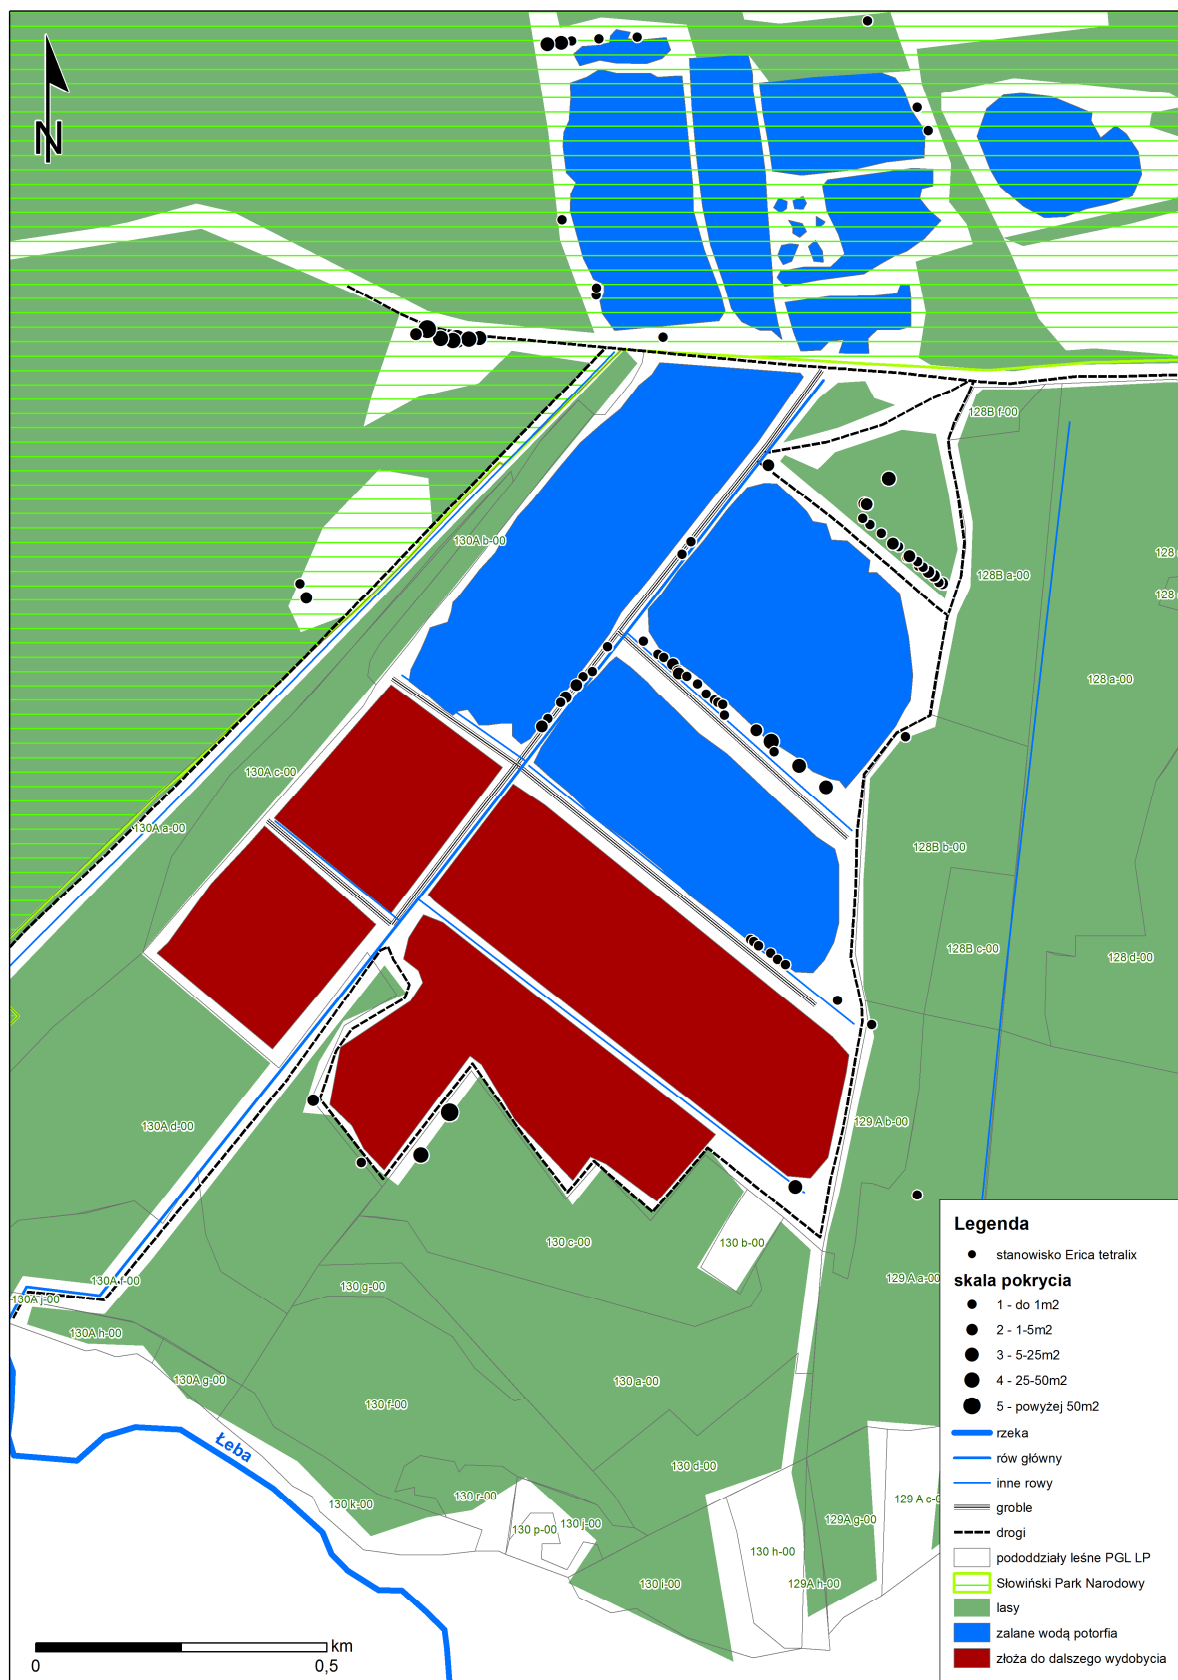 N
128B f-00
130A b-00
128
128B a-00
128
128 a-00
130A c-00
130A a-00
128B b-00
128B c-00
128 d-00
130A d-00
129 A b-00
130 c-00
130 b-00
130A f-00
130 g-00
129 A a-00
130A j-00
130A h-00
130A g-00
130 a-00
130 f-00
Łeba
130 d-00
130 r-00
130 k-00
129 A c-0
130 p-00
130 j-00
129A g-00
130 h-00
130 i-00
129A h-00
km
0
0,5
Legenda
stanowisko Erica tetralix
skala pokrycia
1 - do 1m2
2 - 1-5m2
3 - 5-25m2
4 - 25-50m2
5 - powyżej 50m2
rzeka
rów główny
inne rowy
groble
drogi
pododdziały leśne PGL LP
Słowiński Park Narodowy
lasy
zalane wodą potorfia
złoża do dalszego wydobycia